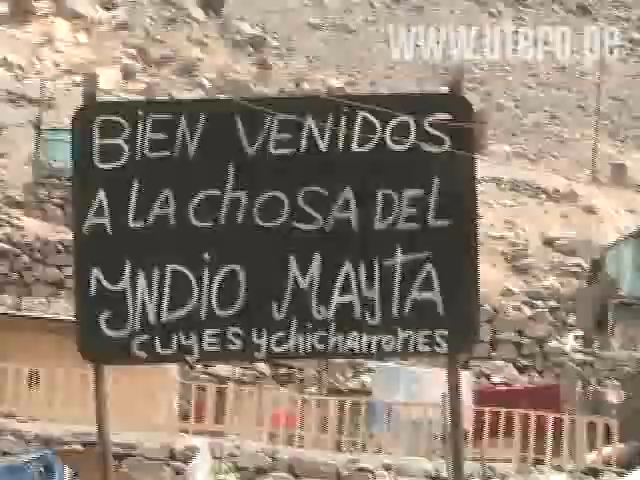 www.utero.pe
BiEN VENIDOS
A LA chOSA DEL
YNDiO MAYTA
CUYES y chicharrones